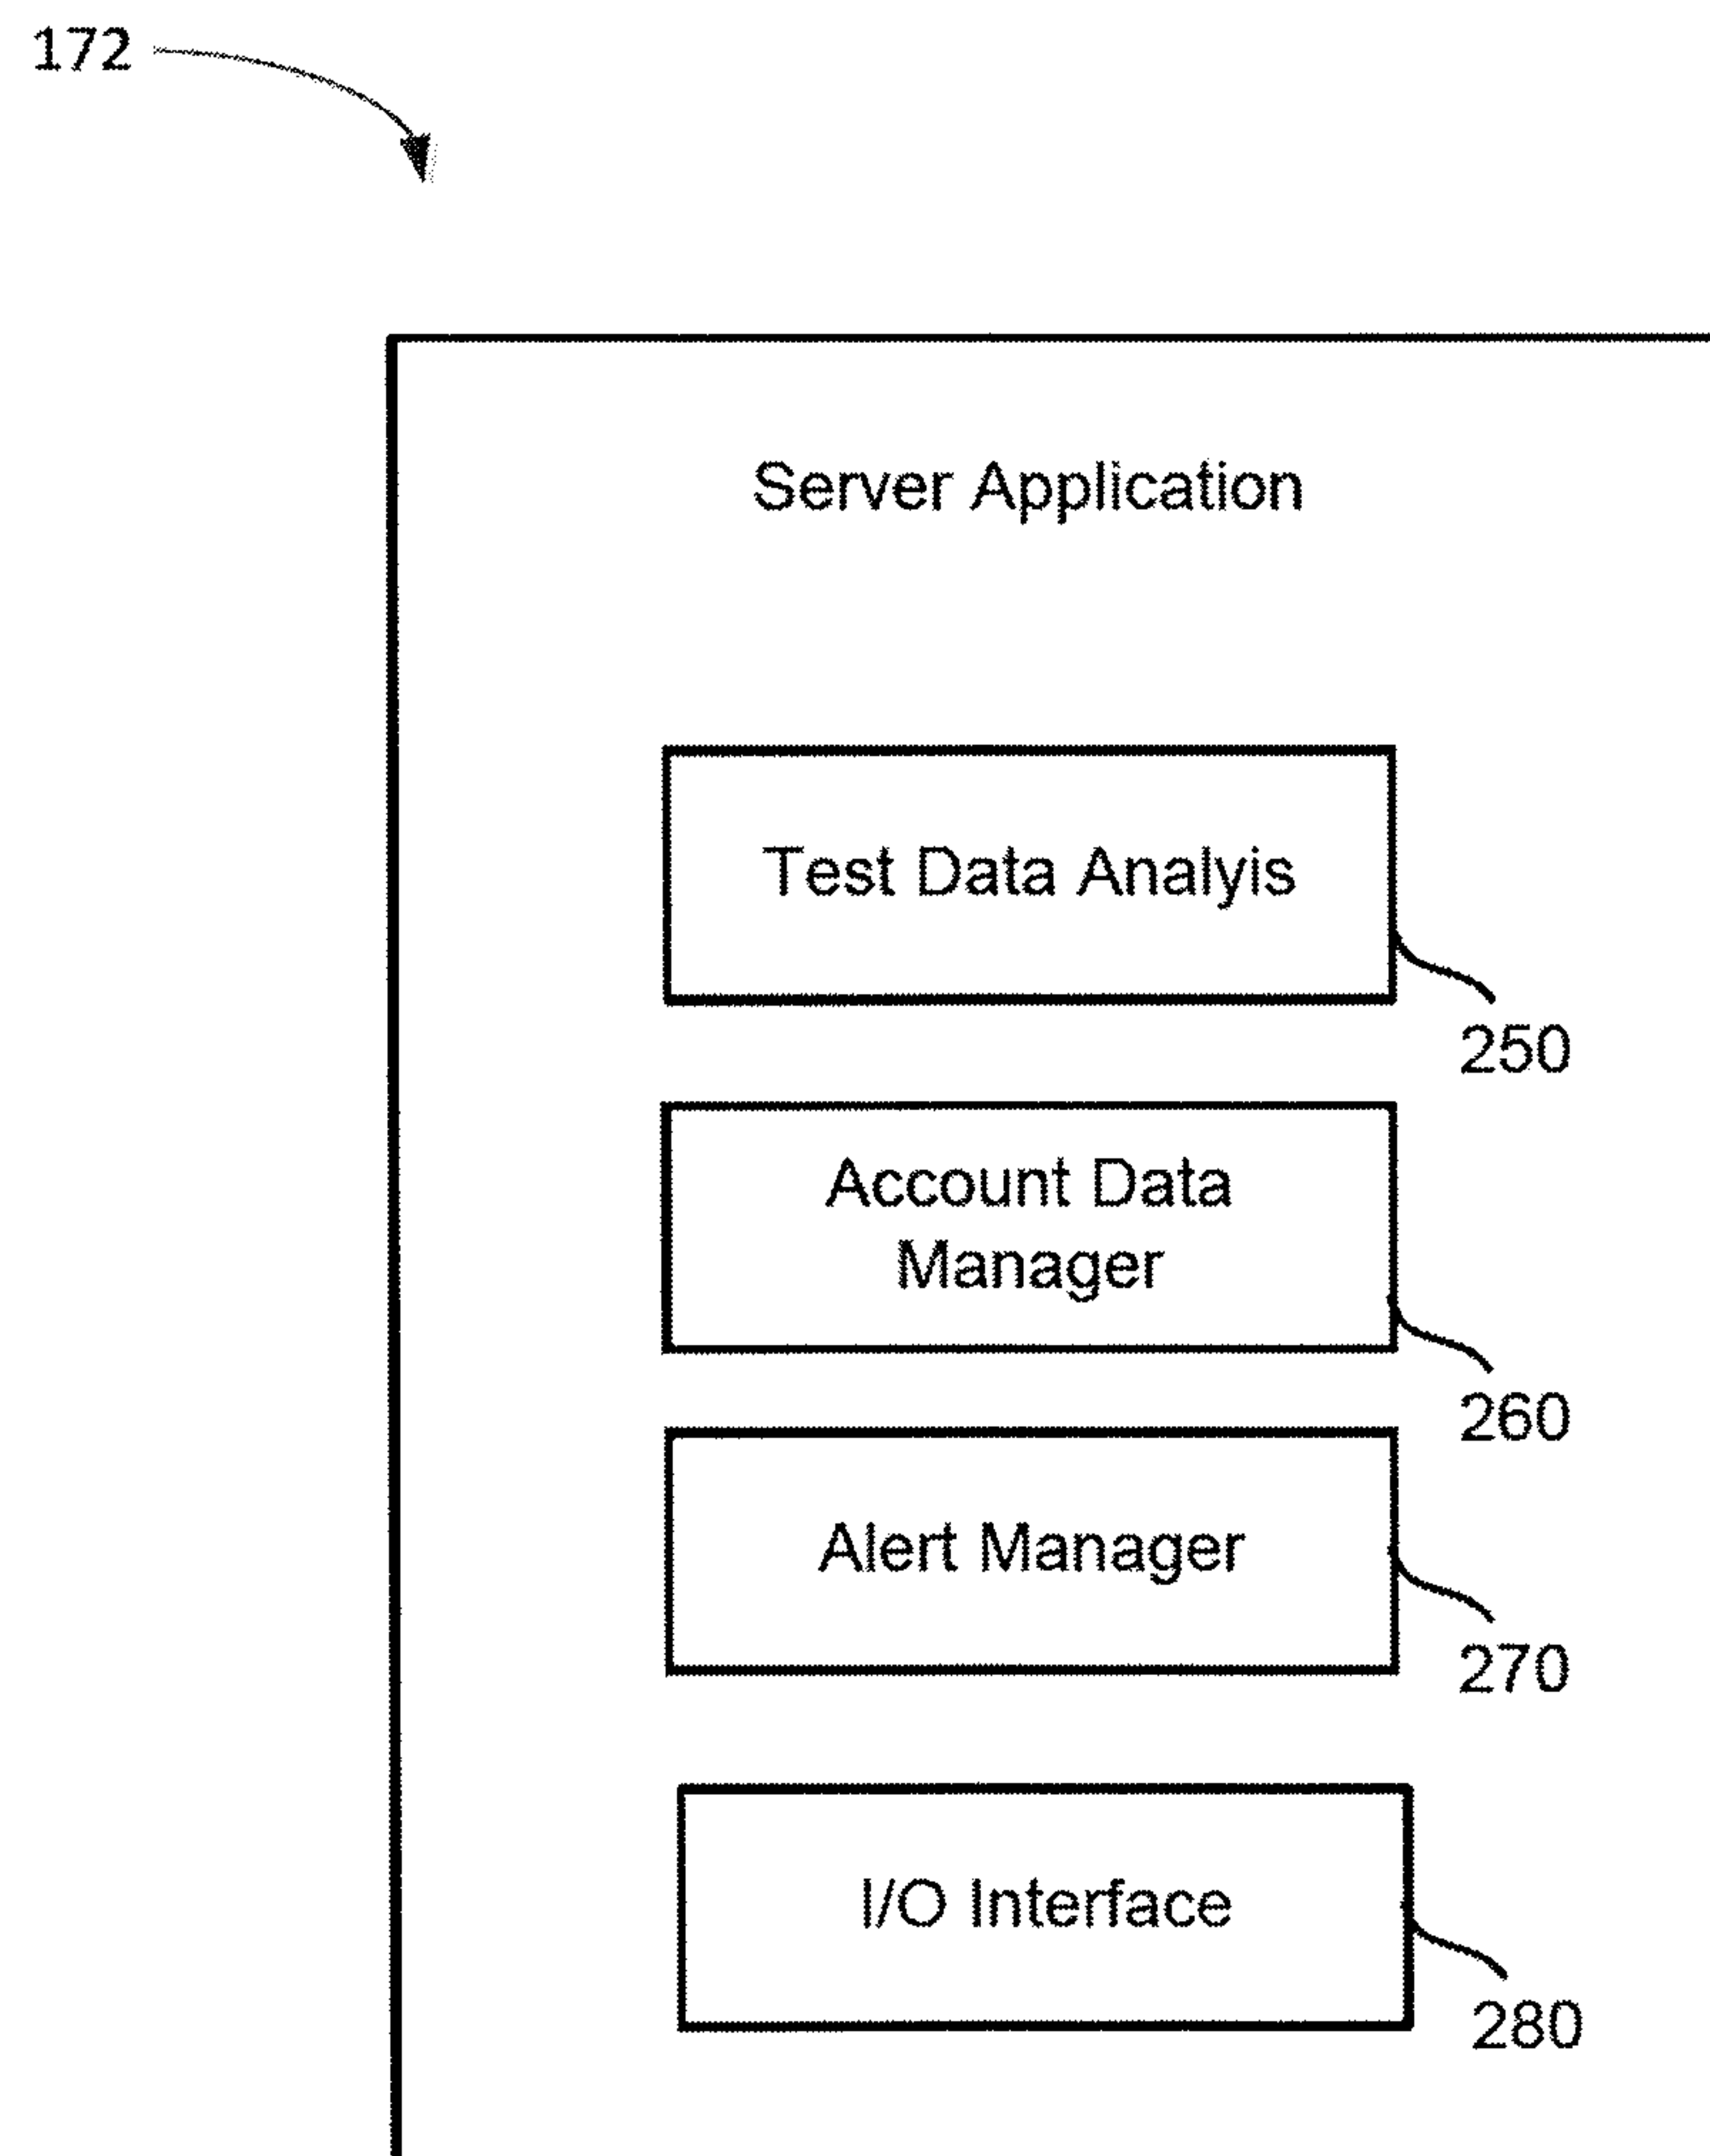 172
Server Application
Test Data Analyis
250
Account Data
Manager
260
Alert Manager
270
I/O Interface
280